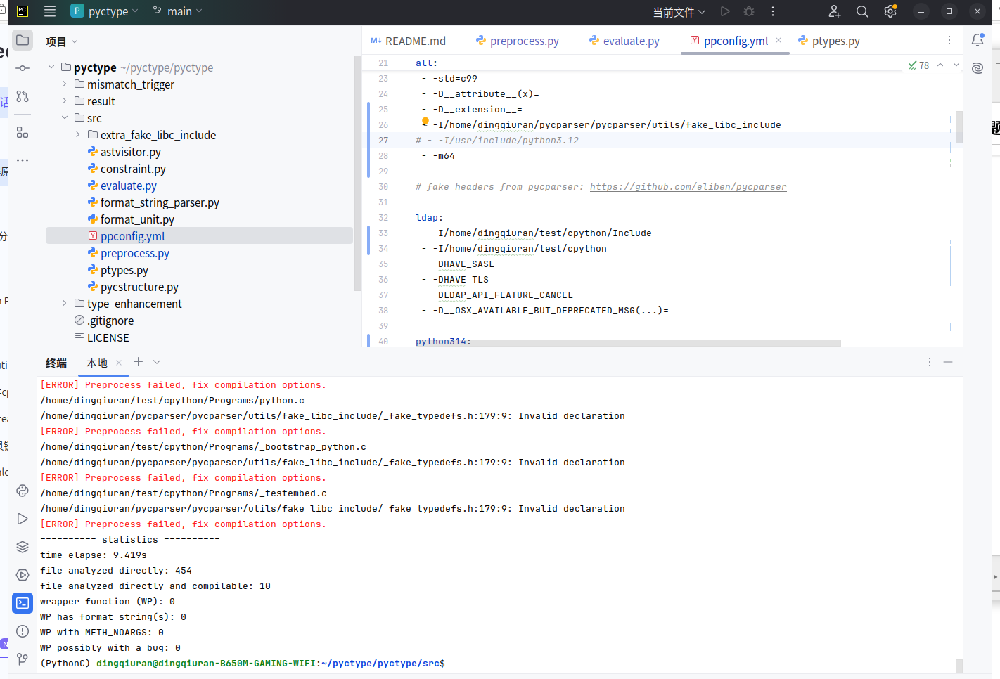 PC
P pyctype main 当前文件
项目
README.md preprocess.py evaluate.py ppconfig.yml ptypes.py
pyctype ~/pyctype/pyctype
mismatch_trigger
result
src
extra_fake_libc_include
astvisitor.py
constraint.py
evaluate.py
format_string_parser.py
format_unit.py
ppconfig.yml
preprocess.py
ptypes.py
pycstructure.py
type_enhancement
.gitignore
LICENSE
21 all:
78
23 - -std=c99
24 - -D__attribute__(x)=
25 - -D__extension__=
26 - -I/home/dingqiuran/pycparser/pycparser/utils/fake_libc_include
27 # - -I/usr/include/python3.12
28 - -m64
29
30 # fake headers from pycparser: https://github.com/eliben/pycparser
31
32 ldap:
33 - -I/home/dingqiuran/test/cpython/Include
34 - -I/home/dingqiuran/test/cpython
35 - -DHAVE_SASL
36 - -DHAVE_TLS
37 - -DLDAP_API_FEATURE_CANCEL
38 - -D__OSX_AVAILABLE_BUT_DEPRECATED_MSG(...)=
39
40 python314:
终端 本地
[ERROR] Preprocess failed, fix compilation options.
/home/dingqiuran/test/cpython/Programs/python.c
/home/dingqiuran/pycparser/pycparser/utils/fake_libc_include/_fake_typedefs.h:179:9: Invalid declaration
[ERROR] Preprocess failed, fix compilation options.
/home/dingqiuran/test/cpython/Programs/_bootstrap_python.c
/home/dingqiuran/pycparser/pycparser/utils/fake_libc_include/_fake_typedefs.h:179:9: Invalid declaration
[ERROR] Preprocess failed, fix compilation options.
/home/dingqiuran/test/cpython/Programs/_testembed.c
/home/dingqiuran/pycparser/pycparser/utils/fake_libc_include/_fake_typedefs.h:179:9: Invalid declaration
[ERROR] Preprocess failed, fix compilation options.
========== statistics ==========
time elapse: 9.419s
file analyzed directly: 454
file analyzed directly and compilable: 10
wrapper function (WP): 0
WP has format string(s): 0
WP with METH_NOARGS: 0
WP possibly with a bug: 0
(PythonC) dingqiuran@dingqiuran-B650M-GAMING-WIFI:~/pyctype/pyctype/src$